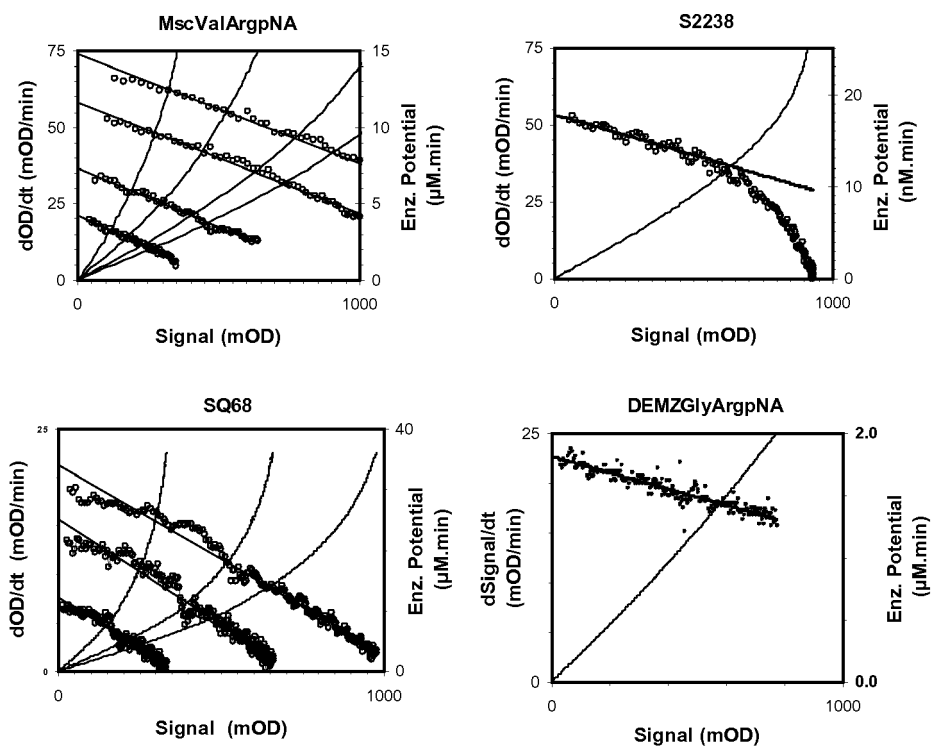 MscValArgpNA
75
50
25
0
dOD/dt (mOD/min)
15
10
5
0
Enz. Potential
(µM.min)
0
1000
Signal (mOD)
S2238
75
50
25
0
dOD/dt (mOD/min)
20
10
0
Enz. Potential
(nM.min)
0
1000
Signal (mOD)
SQ68
25
0
dOD/dt (mOD/min)
40
0
Enz. Potential
(µM.min)
0
1000
Signal (mOD)
DEMZGlyArgpNA
25
0
dSignal/dt
(mOD/min)
2.0
1.0
0.0
Enz. Potential
(µM.min)
0
1000
Signal (mOD)